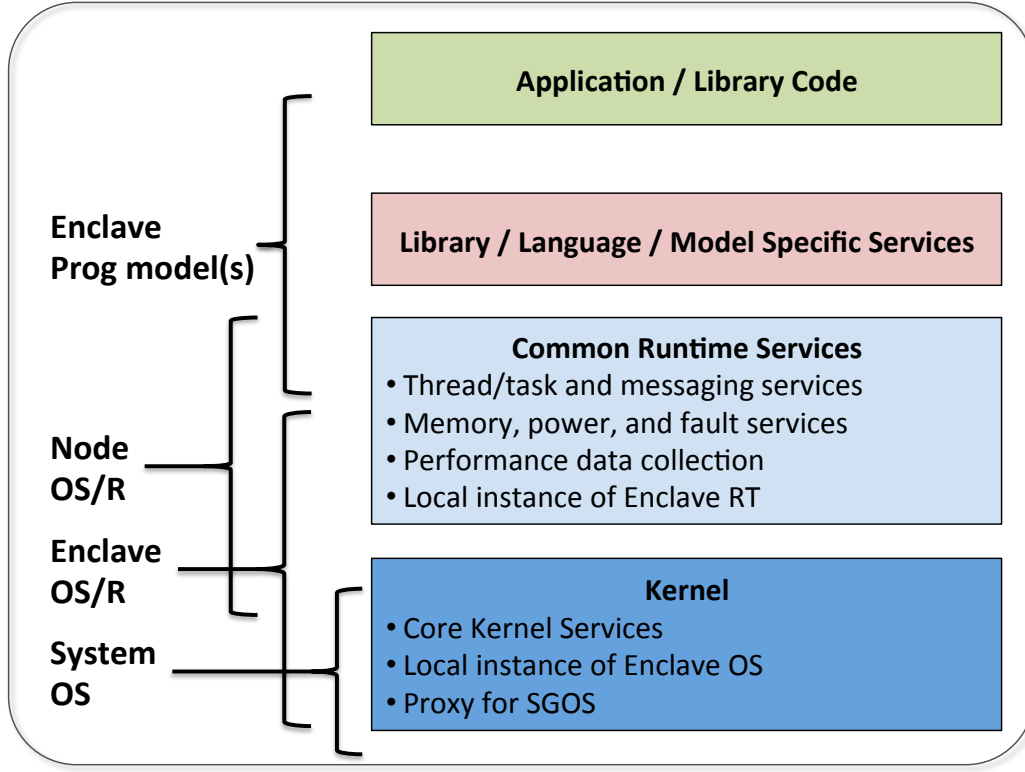 Application / Library Code
Enclave
Prog model(s)
Library / Language / Model Specific Services
Common Runtime Services
• Thread/task and messaging services
• Memory, power, and fault services
• Performance data collection
• Local instance of Enclave RT
Node
OS/R
Enclave
OS/R
Kernel
• Core Kernel Services
• Local instance of Enclave OS
• Proxy for SGOS
System
OS